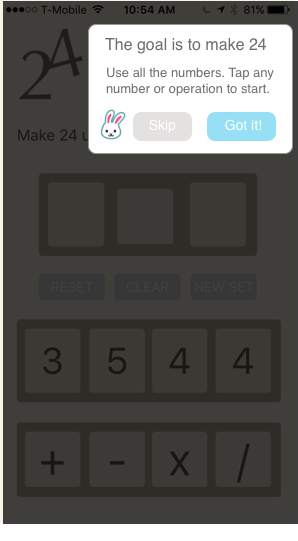 T-Mobile 10:54 AM 81%
24
The goal is to make 24
Use all the numbers. Tap any
number or operation to start.
Skip Got it!
Make 24 u
RESET CLEAR NEW SET
3 5 4 4
+ - x /